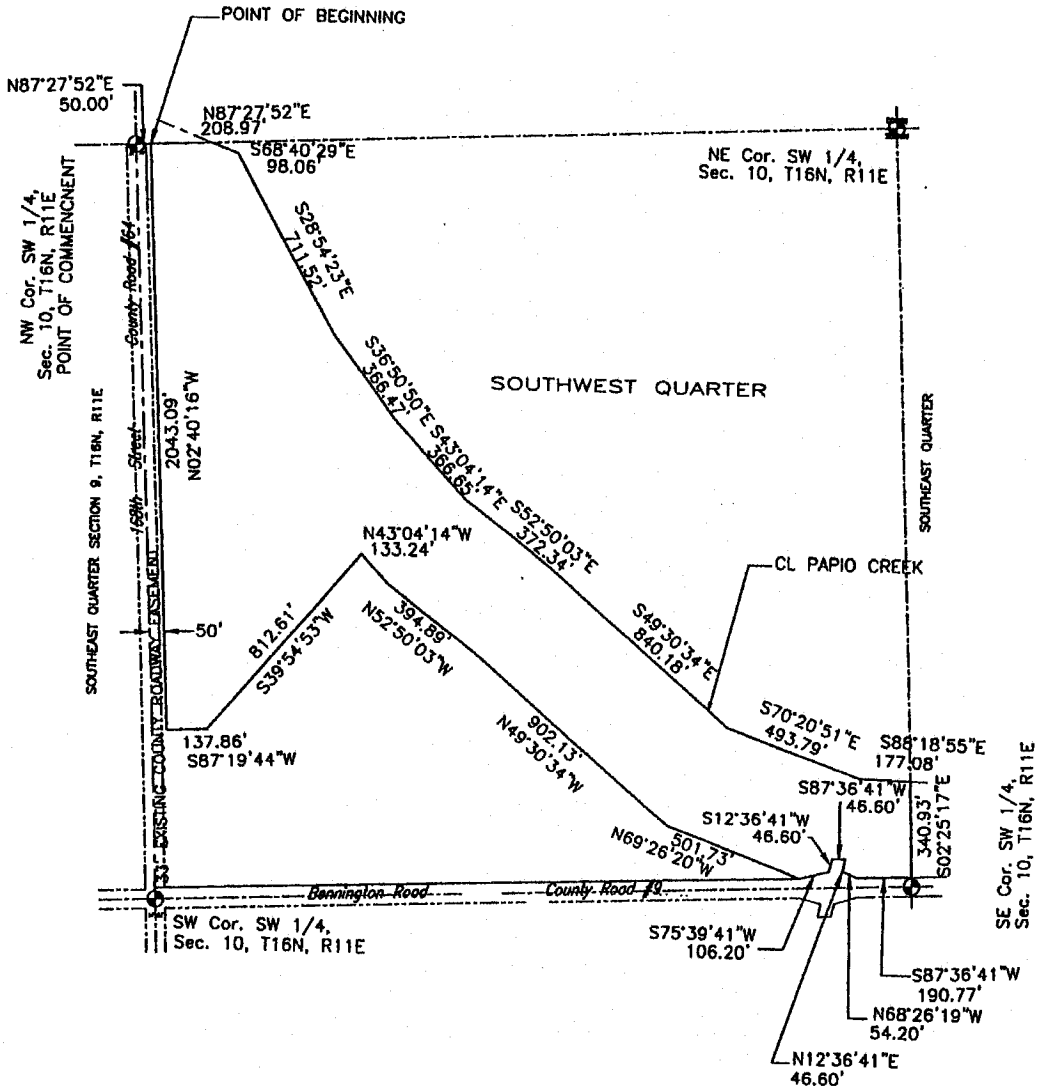 POINT OF BEGINNING
N87°27'52"E
50.00'
N87°27'52"E
208.97'
S68°40'29"E
98.06'
NE Cor. SW 1/4,
Sec. 10, T16N, R11E
NW Cor. SW 1/4,
Sec. 10, T16N, R11E
POINT OF COMMENCNENT
County Road #64
168th Street
S28°54'23"E
711.52'
S36°50'50"E
366.47'
S43°04'14"E
366.65'
SOUTHWEST QUARTER
SOUTHEAST QUARTER
SOUTHEAST QUARTER SECTION 9, T16N, R11E
2043.09'
N02°40'16"W
S52°50'03"E
372.34'
N43°04'14"W
133.24'
CL PAPIO CREEK
394.89'
N52°50'03"W
812.61'
S39°54'53"W
50'
S49°30'34"E
840.18'
EXISTING COUNTY ROADWAY EASEMENT
33'
137.86'
S87°19'44"W
902.13'
N49°30'34"W
S70°20'51"E
493.79'
S88°18'55"E
177.08'
S87°36'41"W
46.60'
S12°36'41"W
46.60'
340.93'
S02°25'17"E
501.73'
N69°26'20"W
Bennington Road
County Road #9
SW Cor. SW 1/4,
Sec. 10, T16N, R11E
SE Cor. SW 1/4,
Sec. 10, T16N, R11E
S75°39'41"W
106.20'
S87°36'41"W
190.77'
N68°26'19"W
54.20'
N12°36'41"E
46.60'